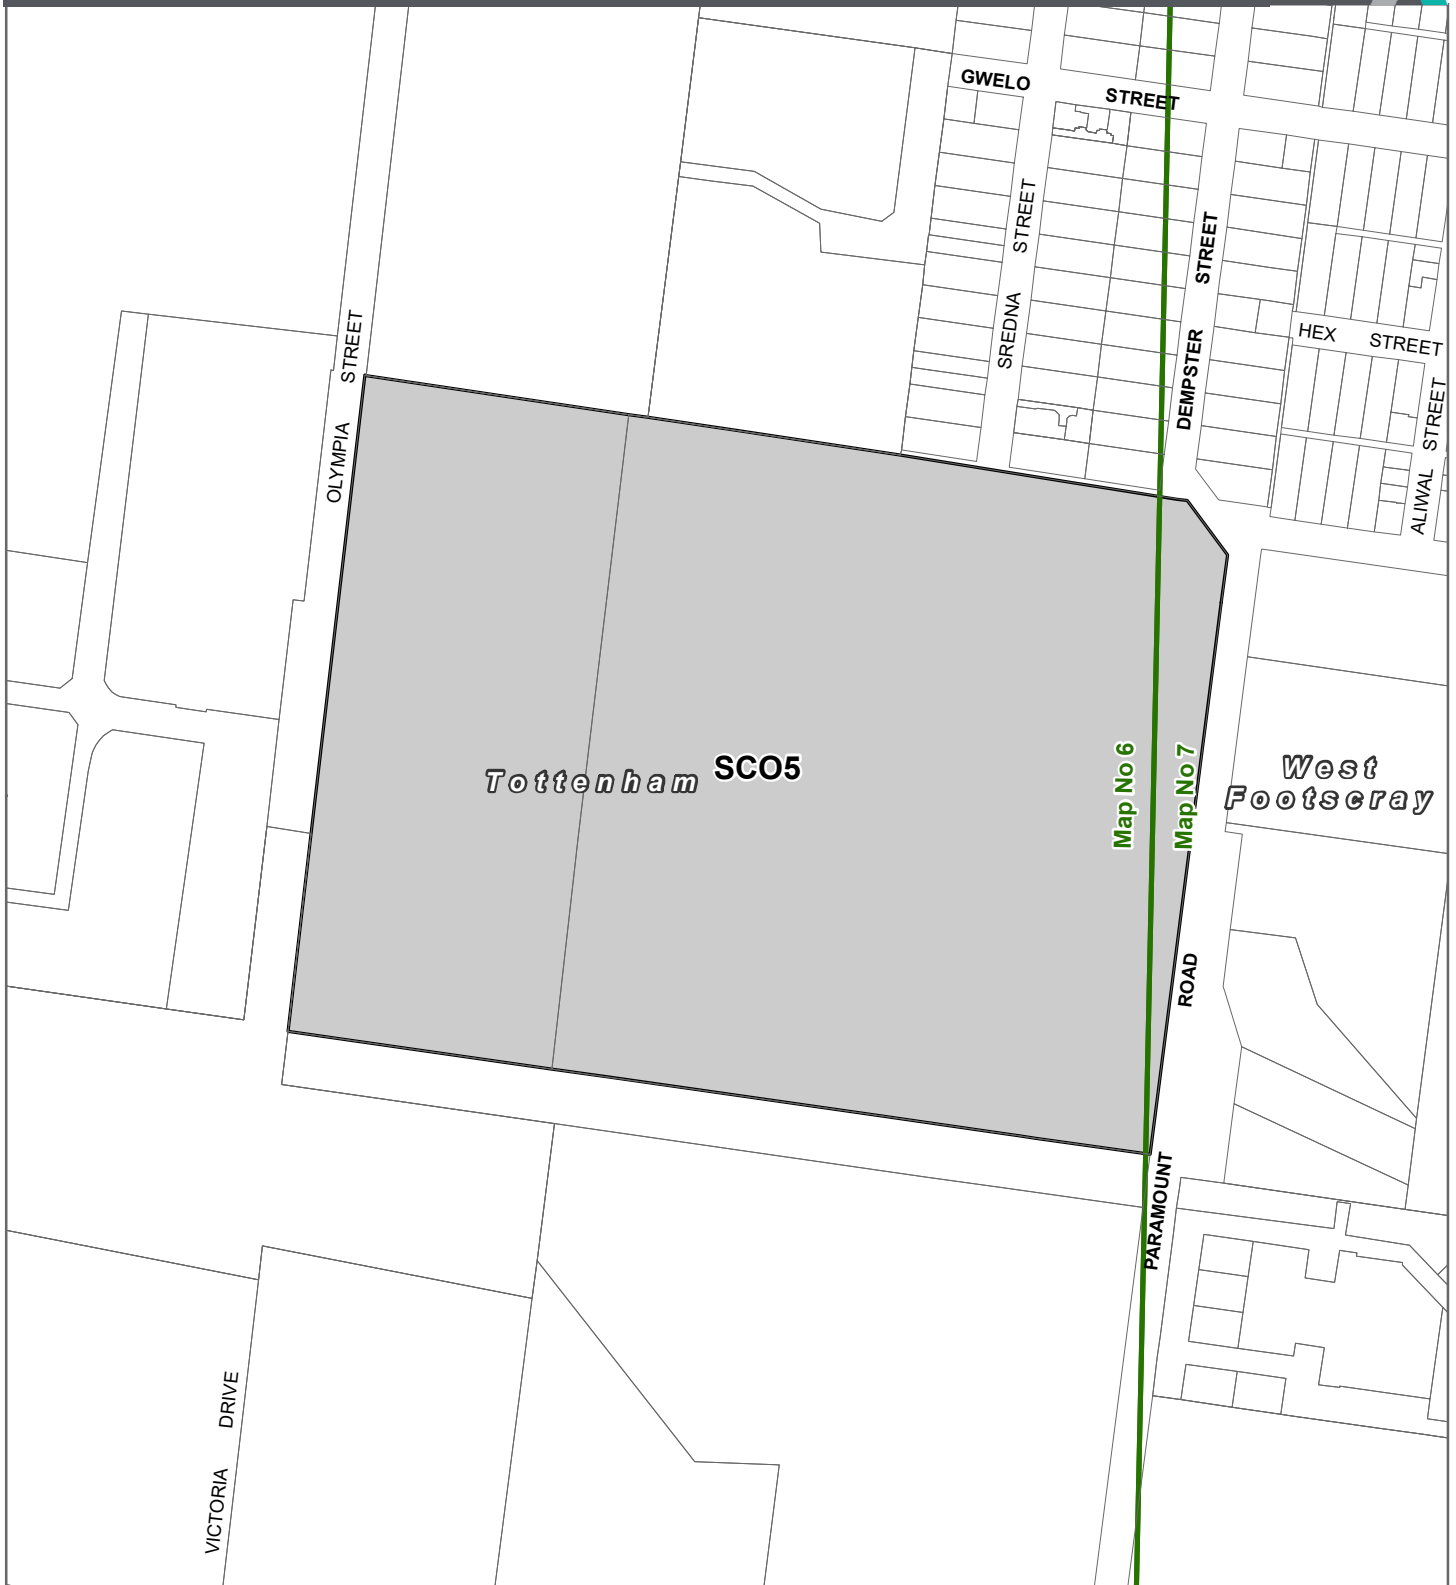 GWELO STREET
SREDNA STREET
DEMPSTER STREET
HEX STREET
ALIWAL STREET
OLYMPIA STREET
Tottenham
SCO5
Map No 6
Map No 7
West
Footscray
PARAMOUNT ROAD
VICTORIA DRIVE